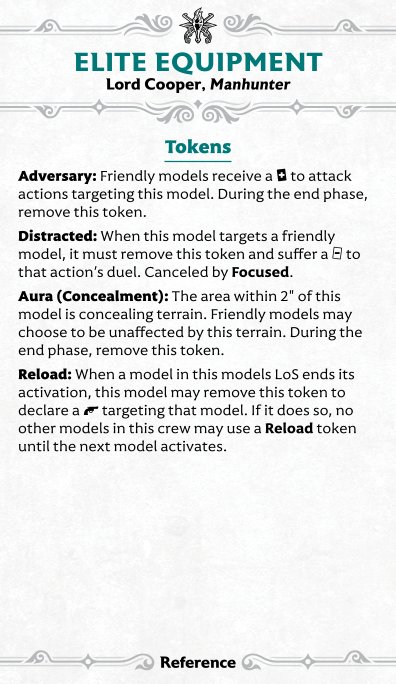 ELITE EQUIPMENT
Lord Cooper, Manhunter
Tokens
Adversary: Friendly models receive a to attack
actions targeting this model. During the end phase,
remove this token.
Distracted: When this model targets a friendly
model, it must remove this token and suffer a to
that action's duel. Canceled by Focused.
Aura (Concealment): The area within 2" of this
model is concealing terrain. Friendly models may
choose to be unaffected by this terrain. During the
end phase, remove this token.
Reload: When a model in this models LoS ends its
activation, this model may remove this token to
declare a targeting that model. If it does so, no
other models in this crew may use a Reload token
until the next model activates.
Reference